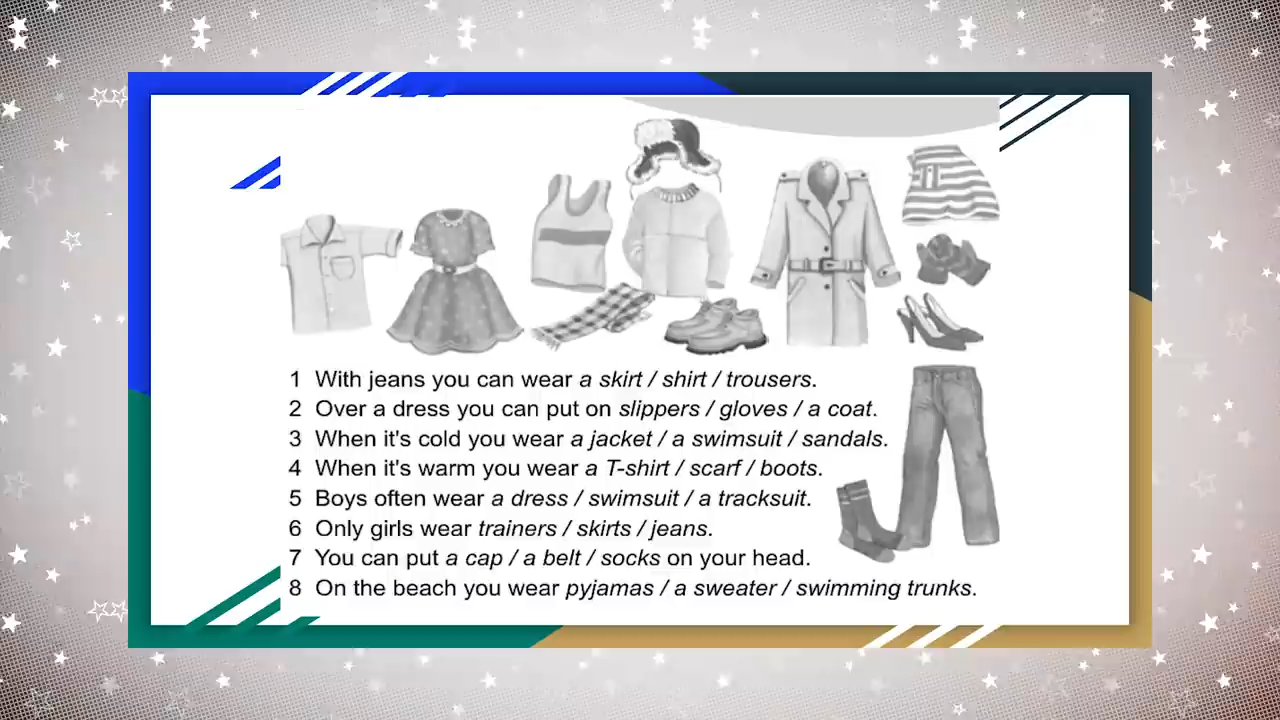 1 With jeans you can wear a skirt / shirt / trousers.
2 Over a dress you can put on slippers / gloves / a coat.
3 When it's cold you wear a jacket / a swimsuit / sandals.
4 When it's warm you wear a T-shirt / scarf / boots.
5 Boys often wear a dress / swimsuit / a tracksuit.
6 Only girls wear trainers / skirts / jeans.
7 You can put a cap / a belt / socks on your head.
8 On the beach you wear pyjamas / a sweater / swimming trunks.